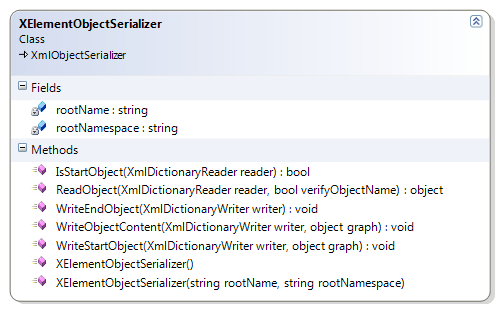 XElementObjectSerializer
Class
XmlObjectSerializer
Fields
rootName : string
rootNamespace : string
Methods
IsStartObject(XmlDictionaryReader reader) : bool
ReadObject(XmlDictionaryReader reader, bool verifyObjectName) : object
WriteEndObject(XmlDictionaryWriter writer) : void
WriteObjectContent(XmlDictionaryWriter writer, object graph) : void
WriteStartObject(XmlDictionaryWriter writer, object graph) : void
XElementObjectSerializer()
XElementObjectSerializer(string rootName, string rootNamespace)